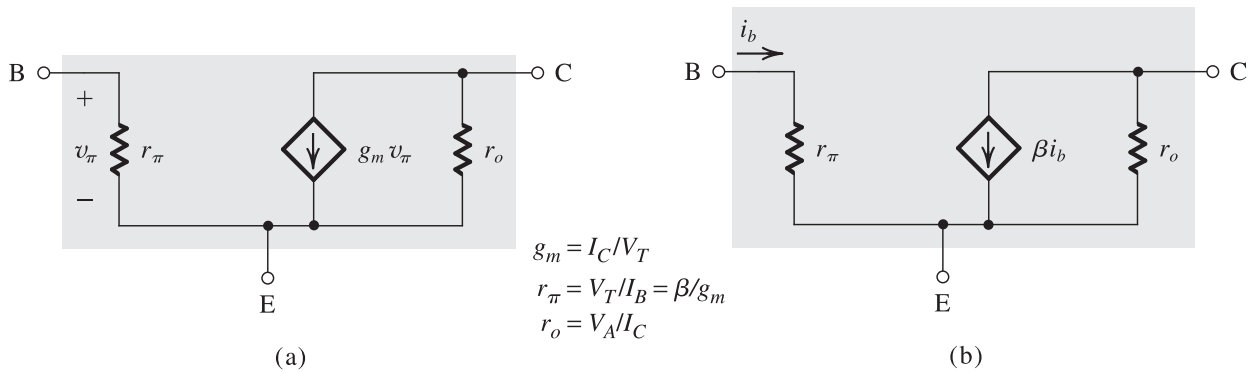 B
C
+
v_π
r_π
g_m v_π
r_o
−
E
(a)
g_m = I_C/V_T
r_π = V_T/I_B = β/g_m
r_o = V_A/I_C
i_b
B
C
r_π
βi_b
r_o
E
(b)